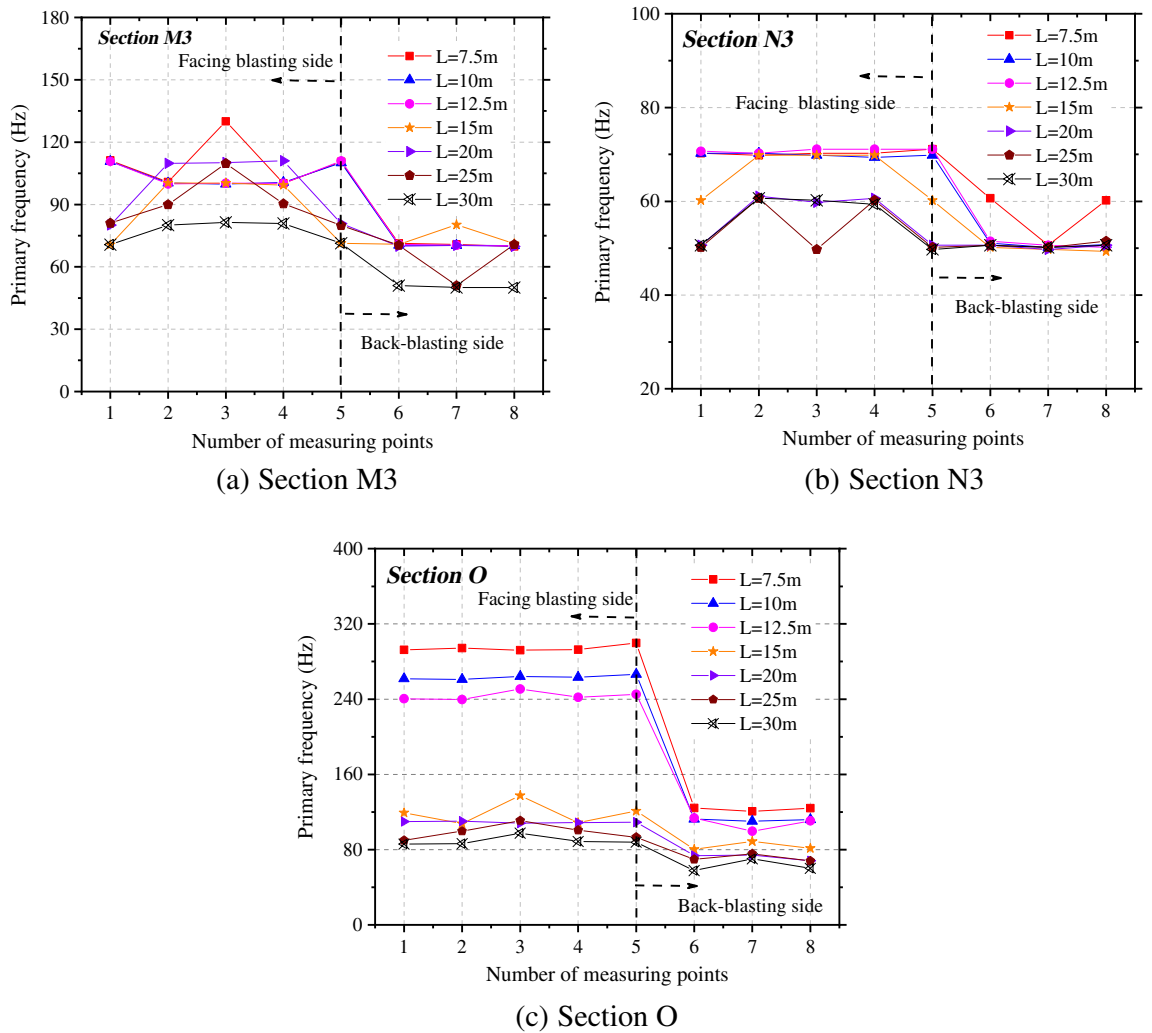 Section M3
Facing blasting side
L=7.5m
L=10m
L=12.5m
L=15m
L=20m
L=25m
L=30m
Back-blasting side
Primary frequency (Hz)
180
150
120
90
60
30
0
1 2 3 4 5 6 7 8
Number of measuring points
(a) Section M3
Section N3
Facing blasting side
L=7.5m
L=10m
L=12.5m
L=15m
L=20m
L=25m
L=30m
Back-blasting side
Primary frequency (Hz)
100
80
60
40
20
1 2 3 4 5 6 7 8
Number of measuring points
(b) Section N3
Section O
Facing blasting side
L=7.5m
L=10m
L=12.5m
L=15m
L=20m
L=25m
L=30m
Back-blasting side
Primary frequency (Hz)
400
320
240
160
80
0
1 2 3 4 5 6 7 8
Number of measuring points
(c) Section O